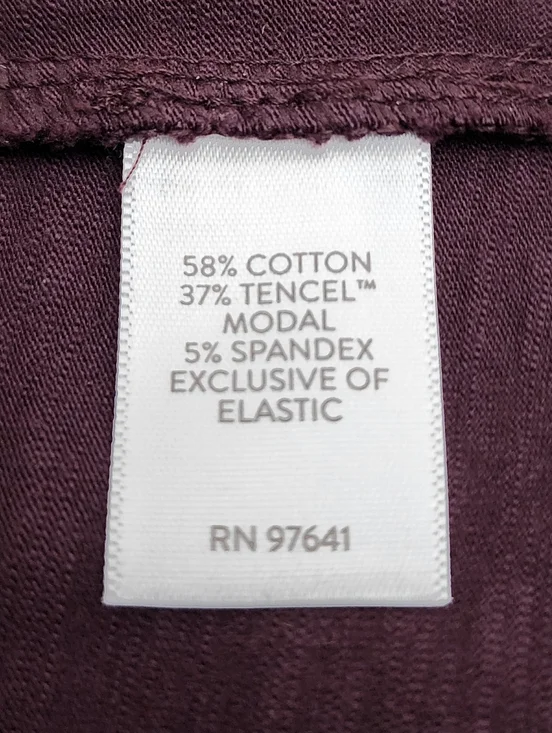 58% COTTON
37% TENCEL™
MODAL
5% SPANDEX
EXCLUSIVE OF
ELASTIC
RN 97641